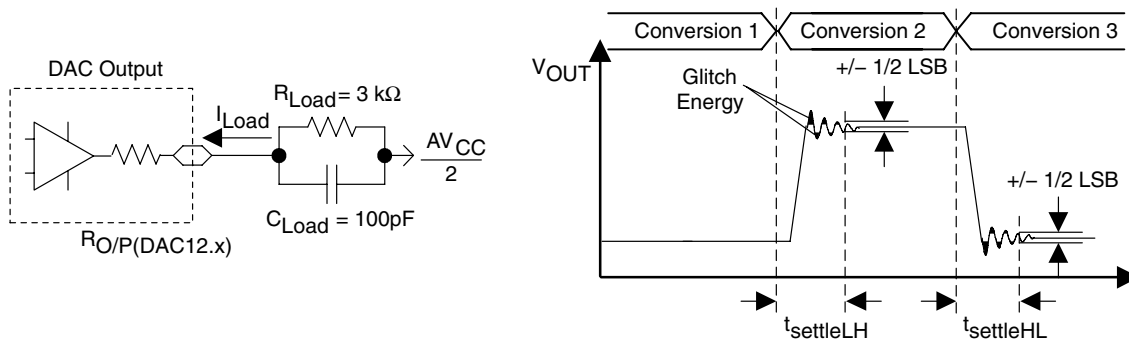 DAC Output
R_Load = 3 kΩ
I_Load
AV_CC
2
C_Load = 100pF
R_O/P(DAC12.x)
Conversion 1
Conversion 2
Conversion 3
V_OUT
Glitch
Energy
+/− 1/2 LSB
+/− 1/2 LSB
t_settleLH
t_settleHL